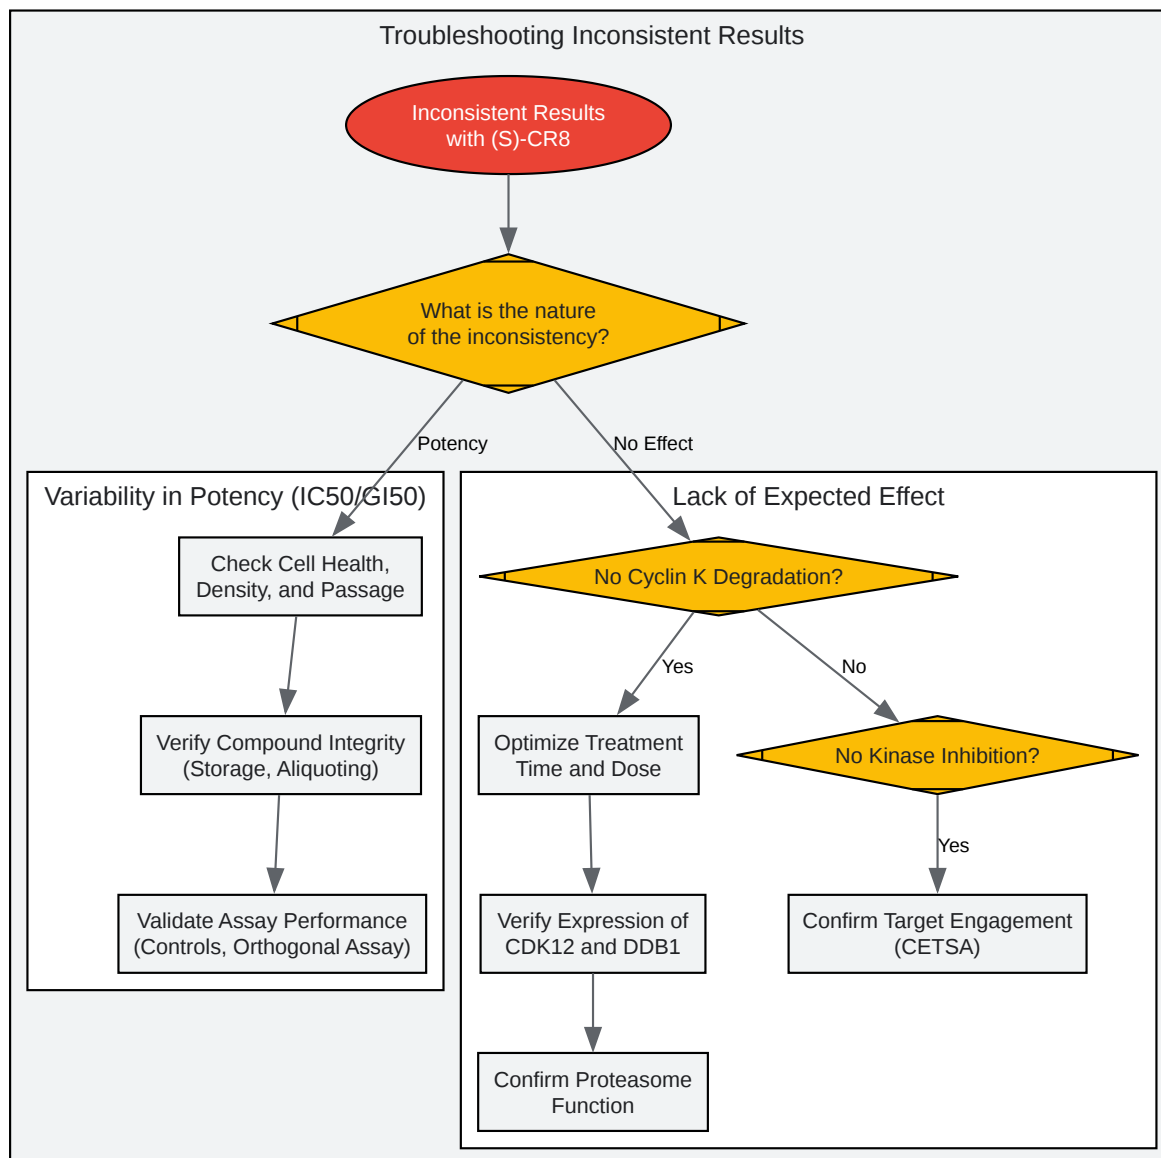 Troubleshooting Inconsistent Results
Inconsistent Results
with (S)-CR8
What is the nature
of the inconsistency?
Potency
No Effect
Variability in Potency (IC50/GI50)
Check Cell Health,
Density, and Passage
Verify Compound Integrity
(Storage, Aliquoting)
Validate Assay Performance
(Controls, Orthogonal Assay)
Lack of Expected Effect
No Cyclin K Degradation?
Yes
No
Optimize Treatment
Time and Dose
No Kinase Inhibition?
Yes
Verify Expression of
CDK12 and DDB1
Confirm Target Engagement
(CETSA)
Confirm Proteasome
Function